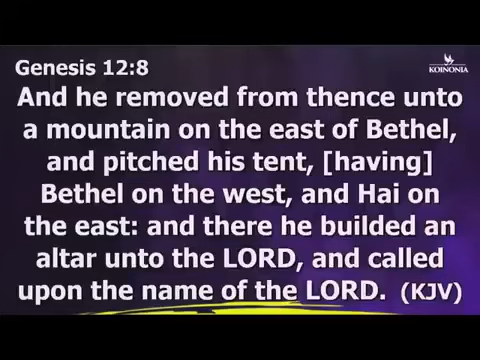 Genesis 12:8
KOINONIA
And he removed from thence unto
a mountain on the east of Bethel,
and pitched his tent, [having]
Bethel on the west, and Hai on
the east: and there he builded an
altar unto the LORD, and called
upon the name of the LORD. (KJV)